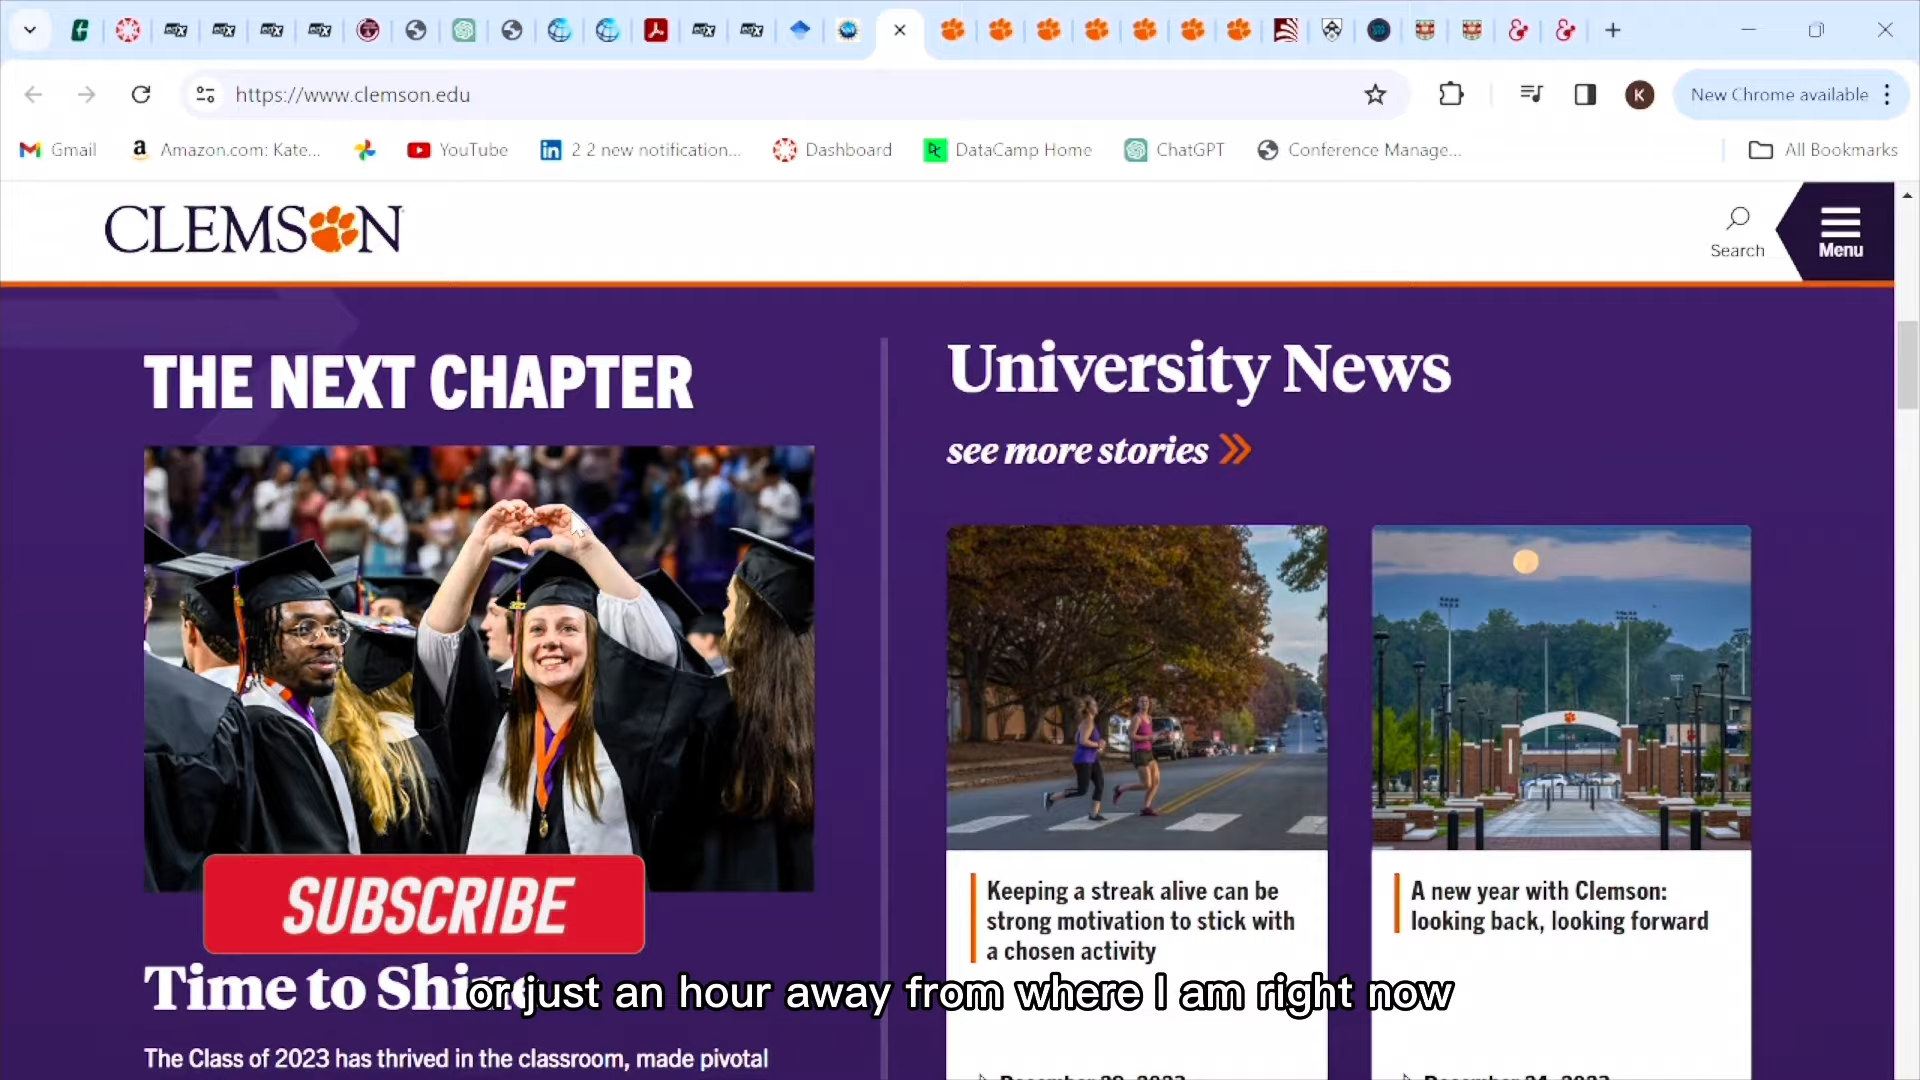 https://www.clemson.edu
K
New Chrome available
Gmail
Amazon.com: Kate...
YouTube
2 2 new notification...
Dashboard
DataCamp Home
ChatGPT
Conference Manage...
All Bookmarks
CLEMSON
Search
Menu
THE NEXT CHAPTER
University News
see more stories
Keeping a streak alive can be
strong motivation to stick with
a chosen activity
A new year with Clemson:
looking back, looking forward
SUBSCRIBE
Time to Shine
or just an hour away from where I am right now
The Class of 2023 has thrived in the classroom, made pivotal